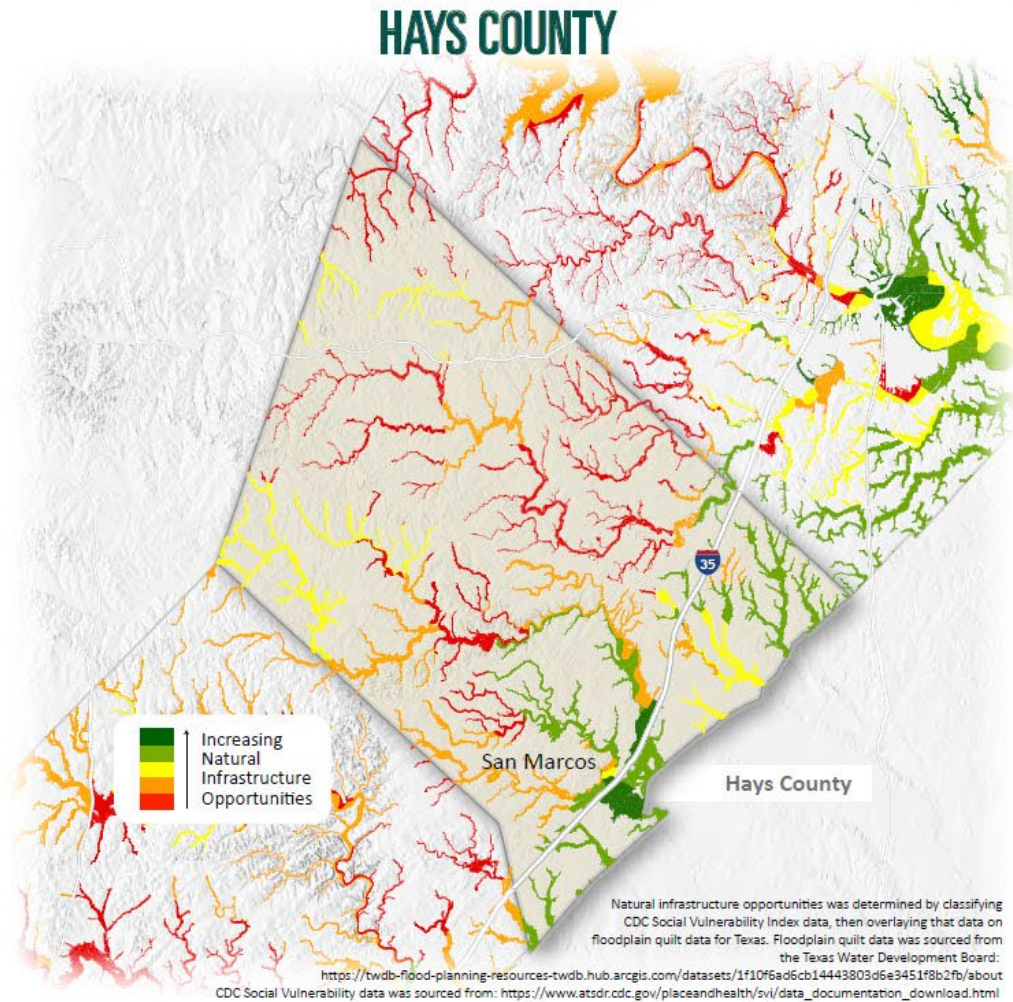 HAYS COUNTY
35
Increasing
Natural
Infrastructure
Opportunities
San Marcos
Hays County
Natural infrastructure opportunities was determined by classifying
CDC Social Vulnerability Index data, then overlaying that data on
floodplain quilt data for Texas. Floodplain quilt data was sourced from
the Texas Water Development Board:
https://twdb-flood-planning-resources-twdb.hub.arcgis.com/datasets/1f10f6ad6cb14443803d6e3451f8b2fb/about
CDC Social Vulnerability data was sourced from: https://www.atsdr.cdc.gov/placeandhealth/svi/data_documentation_download.html